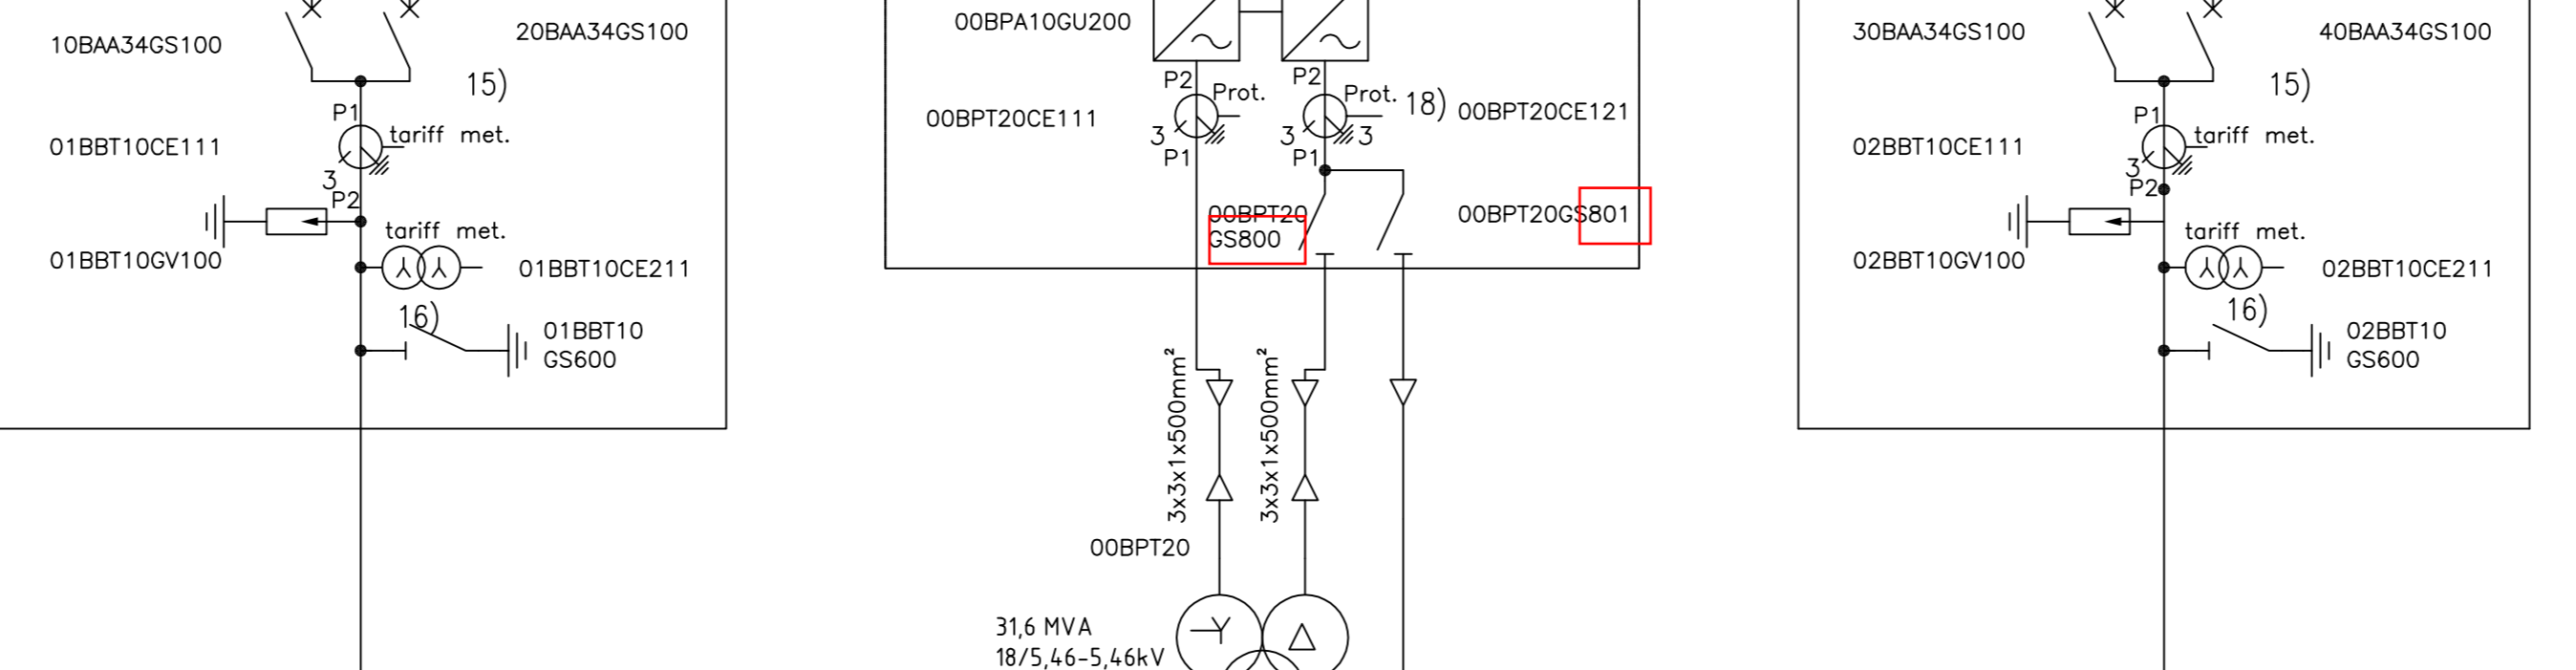 10BAA34GS100
20BAA34GS100
15)
P1
tariff met.
01BBT10CE111
3
P2
tariff met.
01BBT10GV100
01BBT10CE211
16)
01BBT10
GS600
00BPA10GU200
P2
Prot.
P2
Prot.
18)
00BPT20CE111
00BPT20CE121
3
3
3
P1
P1
00BPT20
GS800
00BPT20GS801
3x3x1x500mm²
3x3x1x500mm²
00BPT20
31,6 MVA
18/5,46-5,46kV
30BAA34GS100
40BAA34GS100
15)
P1
tariff met.
02BBT10CE111
3
P2
tariff met.
02BBT10GV100
02BBT10CE211
16)
02BBT10
GS600